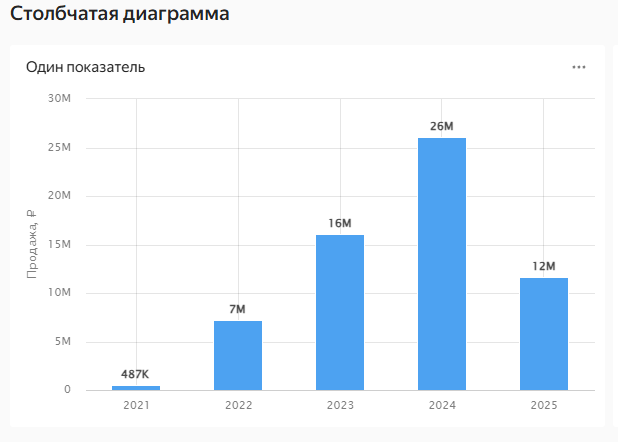 Столбчатая диаграмма
Один показатель
Продажа, ₽
30M
25M
20M
15M
10M
5M
0
487K
7M
16M
26M
12M
2021
2022
2023
2024
2025